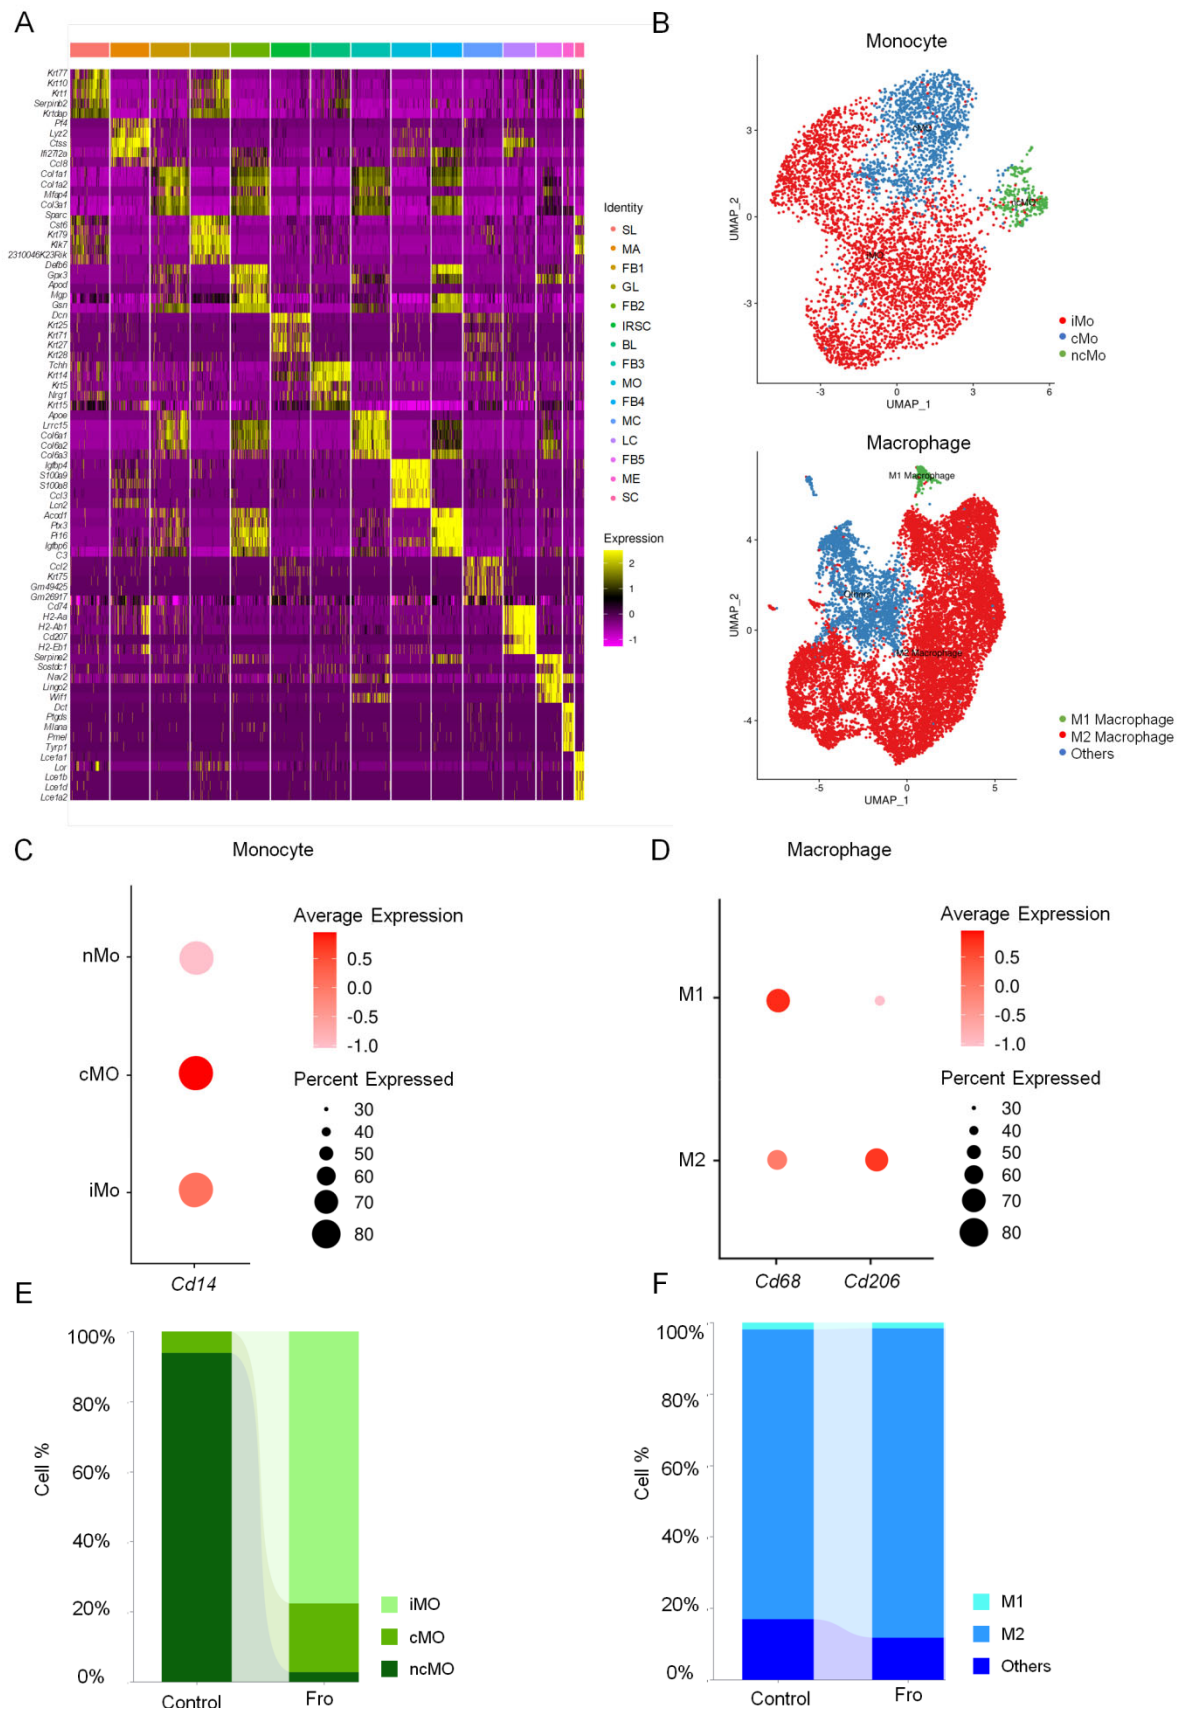 A
Krt77
Krt10
Krt1
Serpinb2
Krtdap
Pf4
Lyz2
Ctss
Ifi27l2a
Ccl8
Col1a1
Col1a2
Mfap4
Col3a1
Sparc
Cst6
Krt79
Klk7
2310046K23Rik
Defb6
Gpx3
Apod
Mgp
Gsn
Dcn
Krt25
Krt71
Krt27
Krt28
Tchh
Krt14
Krt5
Nrg1
Krt15
Apoe
Lrrc15
Col6a1
Col6a2
Col6a3
Igfbp4
S100a9
S100a8
Ccl3
Lcn2
Acod1
Ptx3
Pi16
Igfbp6
C3
Ccl2
Krt75
Gm49425
Gm26917
Cd74
H2-Aa
H2-Ab1
Cd207
H2-Eb1
Serpine2
Sostdc1
Nav2
Lingo2
Wif1
Dct
Ptgds
Mlana
Pmel
Tyrp1
Lce1a1
Lor
Lce1b
Lce1d
Lce1a2
Identity
SL
MA
FB1
GL
FB2
IRSC
BL
FB3
MO
FB4
MC
LC
FB5
ME
SC
Expression
2
1
0
-1
B
Monocyte
UMAP_2
3
0
-3
-3
0
3
6
UMAP_1
iMo
cMo
ncMo
Macrophage
M1 Macrophage
Others
M2 Macrophage
UMAP_2
4
0
-4
-5
0
5
UMAP_1
M1 Macrophage
M2 Macrophage
Others
C
Monocyte
nMo
cMO
iMo
Cd14
Average Expression
0.5
0.0
-0.5
-1.0
Percent Expressed
30
40
50
60
70
80
D
Macrophage
M1
M2
Cd68
Cd206
Average Expression
0.5
0.0
-0.5
-1.0
Percent Expressed
30
40
50
60
70
80
E
Cell %
100%
80%
60%
40%
20%
0%
Control
Fro
iMO
cMO
ncMO
F
Cell %
100%
80%
60%
40%
20%
0%
Control
Fro
M1
M2
Others